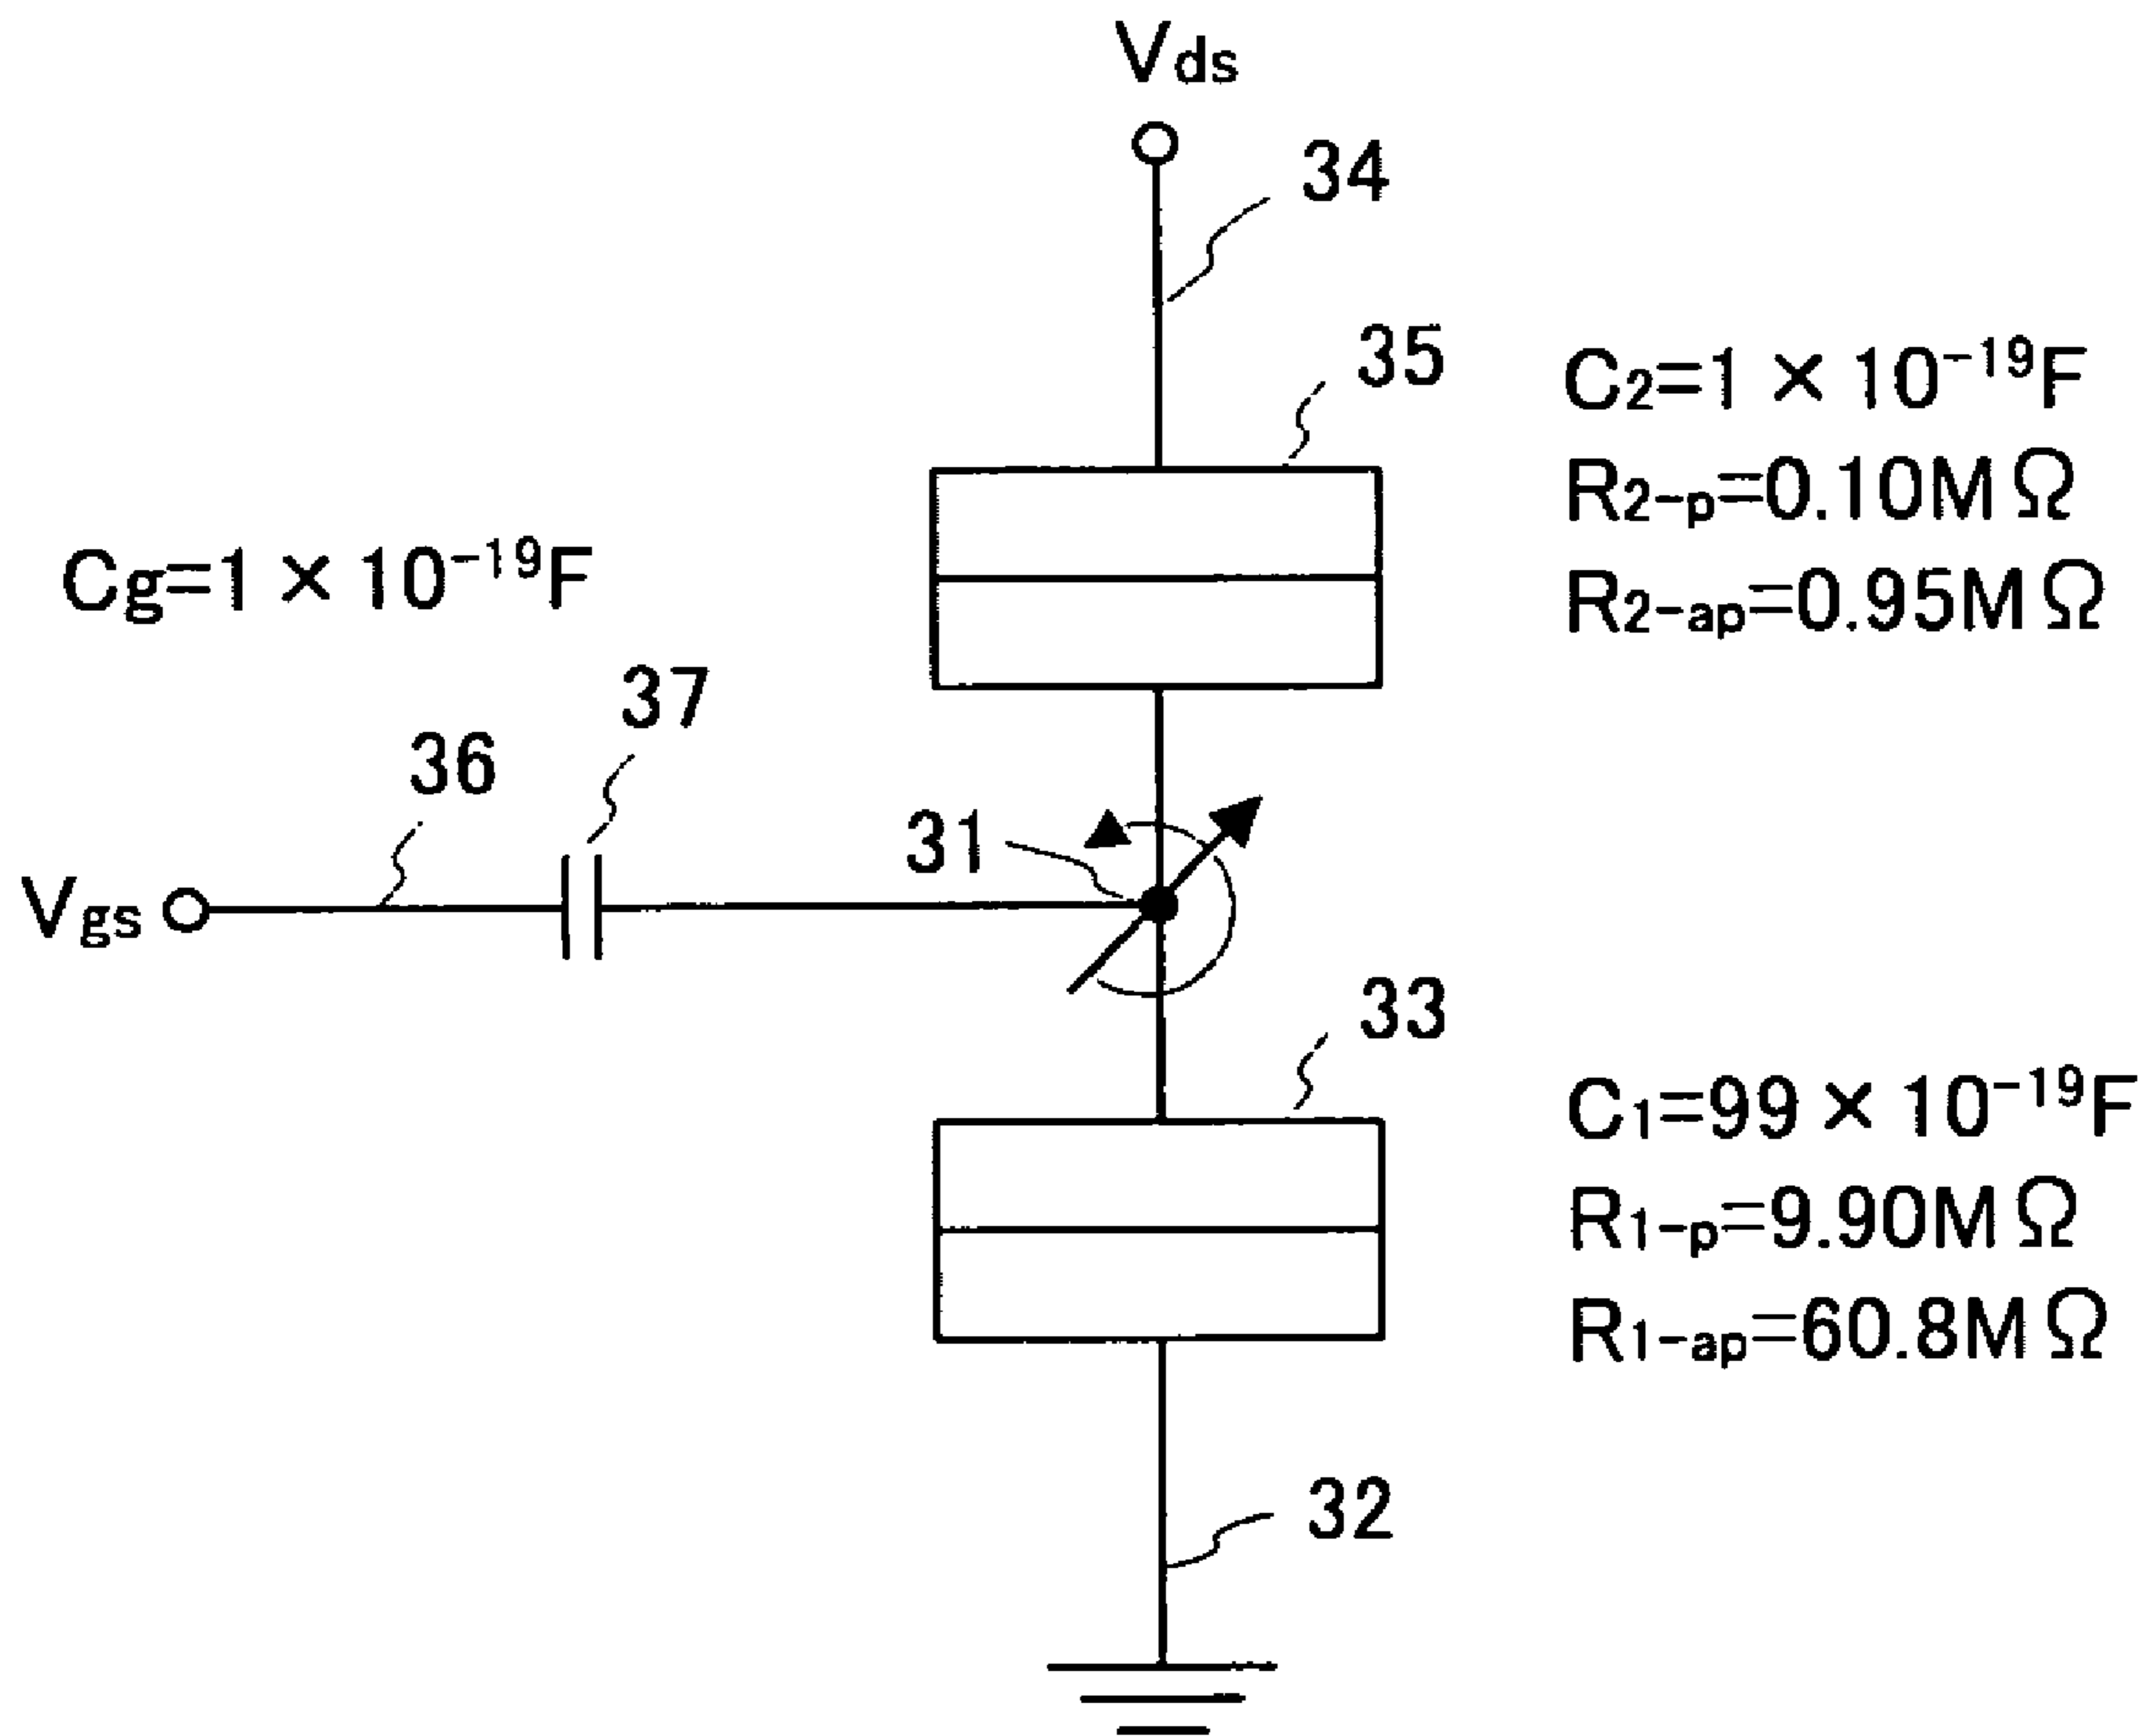 Vds
34
35
C2=1×10⁻¹⁹F
R2-p=0.10MΩ
R2-ap=0.95MΩ
Cg=1×10⁻¹⁹F
37
36
31
Vgs
33
C1=99×10⁻¹⁹F
R1-p=9.90MΩ
R1-ap=60.8MΩ
32